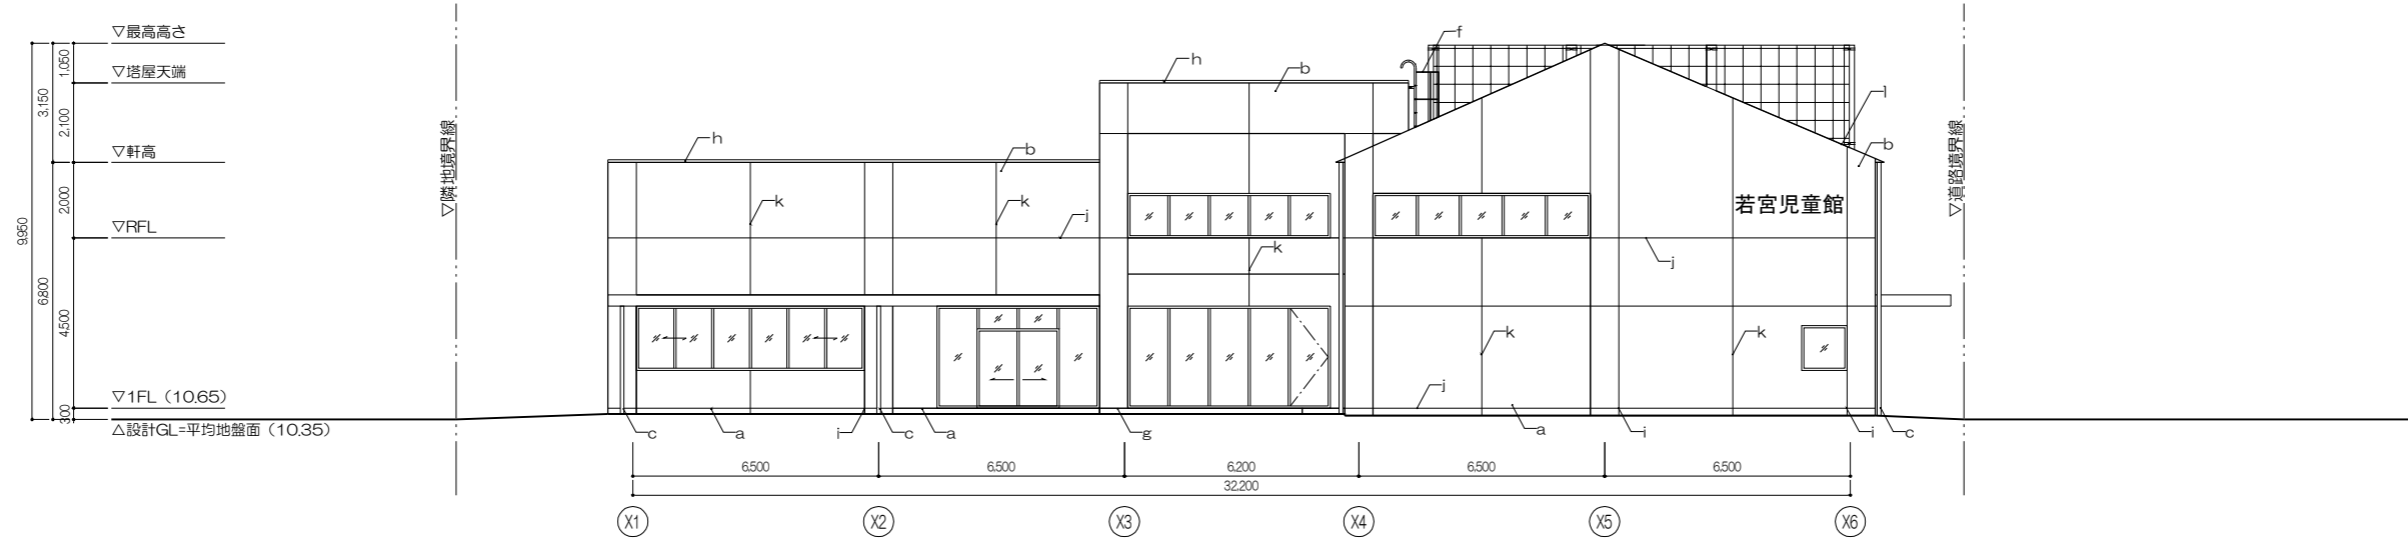 ▽最高高さ
▽塔屋天端
▽軒高
▽RFL
▽1FL（10.65）
△設計GL=平均地盤面（10.35）
1.050
2.100
2.000
4.500
300
3.150
6.800
9.950
▽隣地境界線
▽道路境界線
f
h
b
l
h
b
b
k
k
j
k
j
若宮児童館
k
k
j
c
a
i
c
a
g
a
i
i
c
6.500
6.500
6.200
6.500
6.500
32.200
X1
X2
X3
X4
X5
X6